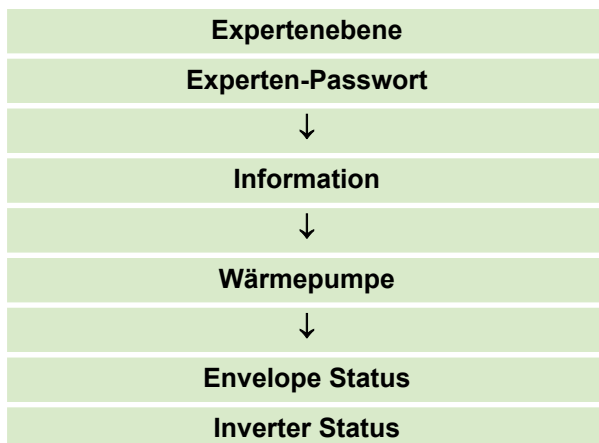 Expertenebene
Experten-Passwort
↓
Information
↓
Wärmepumpe
↓
Envelope Status
Inverter Status